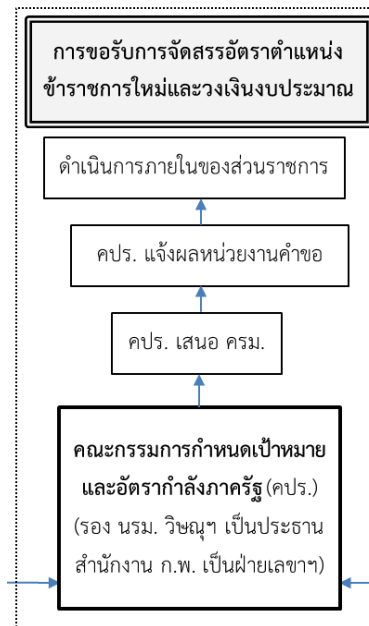 การขอรับการจัดสรรอัตราตำแหน่ง
ข้าราชการใหม่และวงเงินงบประมาณ
ดำเนินการภายในของส่วนราชการ
คปร. แจ้งผลหน่วยงานคำขอ
คปร. เสนอ ครม.
คณะกรรมการกำหนดเป้าหมาย
และอัตรากำลังภาครัฐ (คปร.)
(รอง นรม. วิษณุฯ เป็นประธาน
สำนักงาน ก.พ. เป็นฝ่ายเลขาฯ)